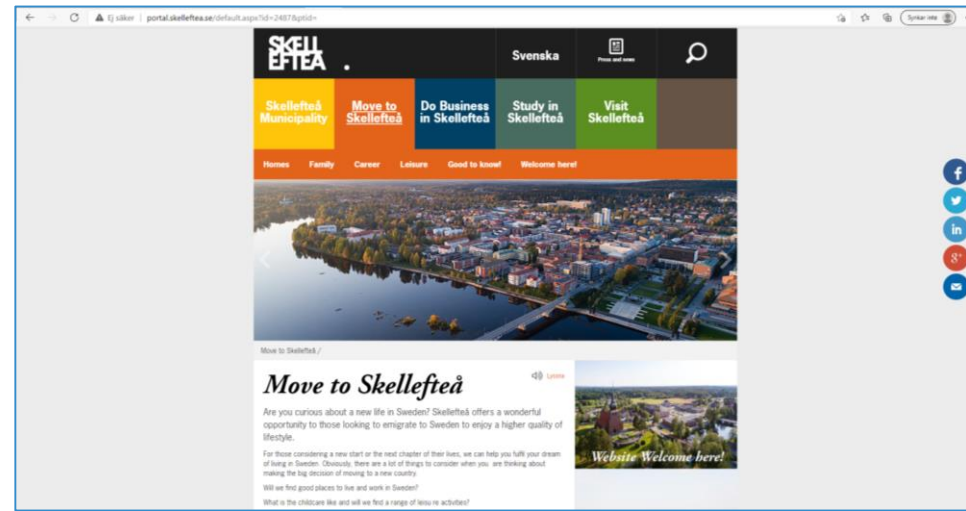 Ej säker | portal.skelleftea.se/default.aspx?id=2487&ptid=
Synkar inte
SKELL
EFTEÅ.
Svenska
Press and news
Skellefteå Municipality
Move to Skellefteå
Do Business in Skellefteå
Study in Skellefteå
Visit Skellefteå
Homes Family Career Leisure Good to know! Welcome here!
Move to Skellefteå /
Move to Skellefteå
Lyssna
Are you curious about a new life in Sweden? Skellefteå offers a wonderful
opportunity to those looking to emigrate to Sweden to enjoy a higher quality of
lifestyle.
For those considering a new start or the next chapter of their lives, we can help you fulfil your dream
of living in Sweden. Obviously, there are a lot of things to consider when you are thinking about
making the big decision of moving to a new country.
Will we find good places to live and work in Sweden?
What is the childcare like and will we find a range of leisu re activities?
Website Welcome here!
f
in
g+